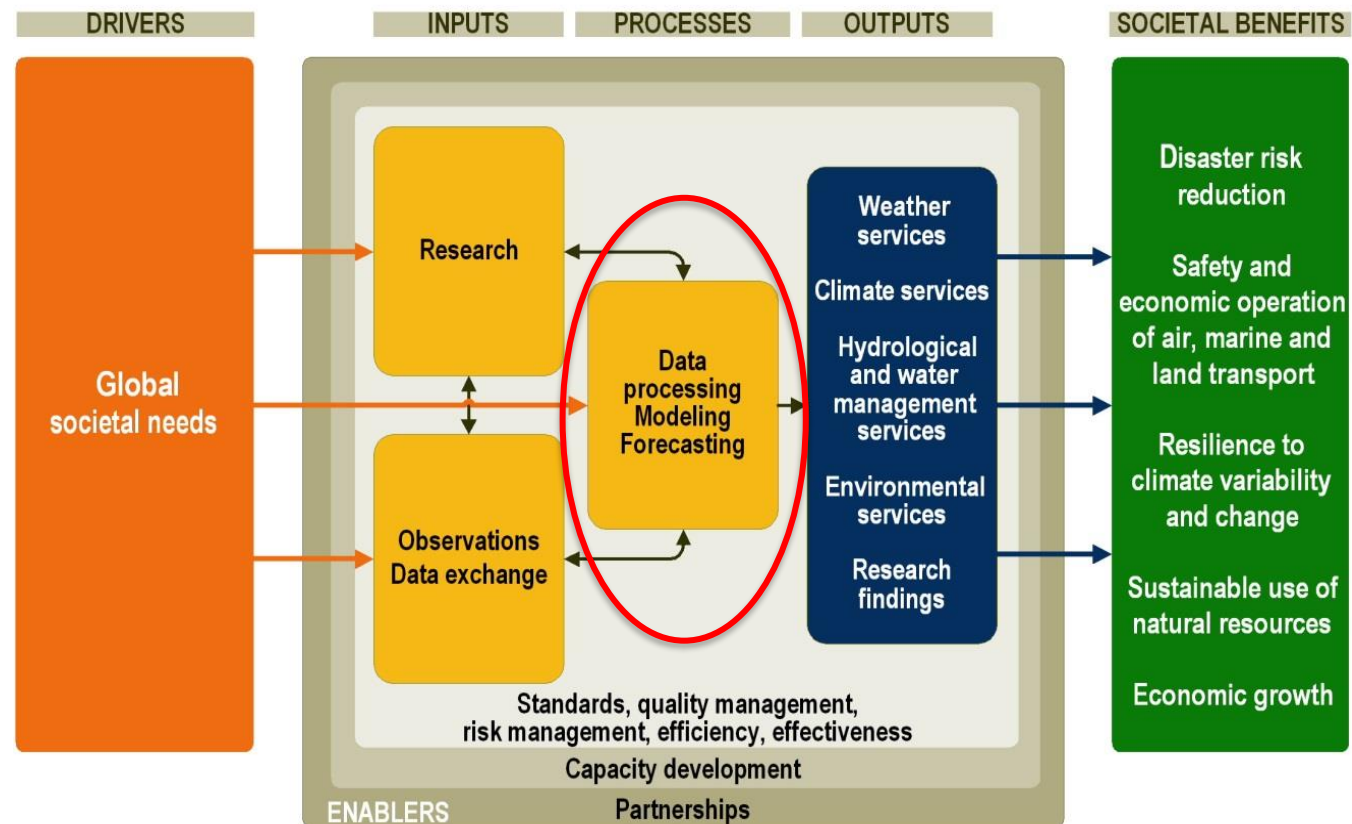 DRIVERS
INPUTS
PROCESSES
OUTPUTS
SOCIETAL BENEFITS
Global
societal needs
Research
Observations
Data exchange
Data
processing
Modeling
Forecasting
Weather
services
Climate services
Hydrological
and water
management
services
Environmental
services
Research
findings
Disaster risk
reduction
Safety and
economic operation
of air, marine and
land transport
Resilience to
climate variability
and change
Sustainable use of
natural resources
Economic growth
Standards, quality management,
risk management, efficiency, effectiveness
Capacity development
ENABLERS
Partnerships